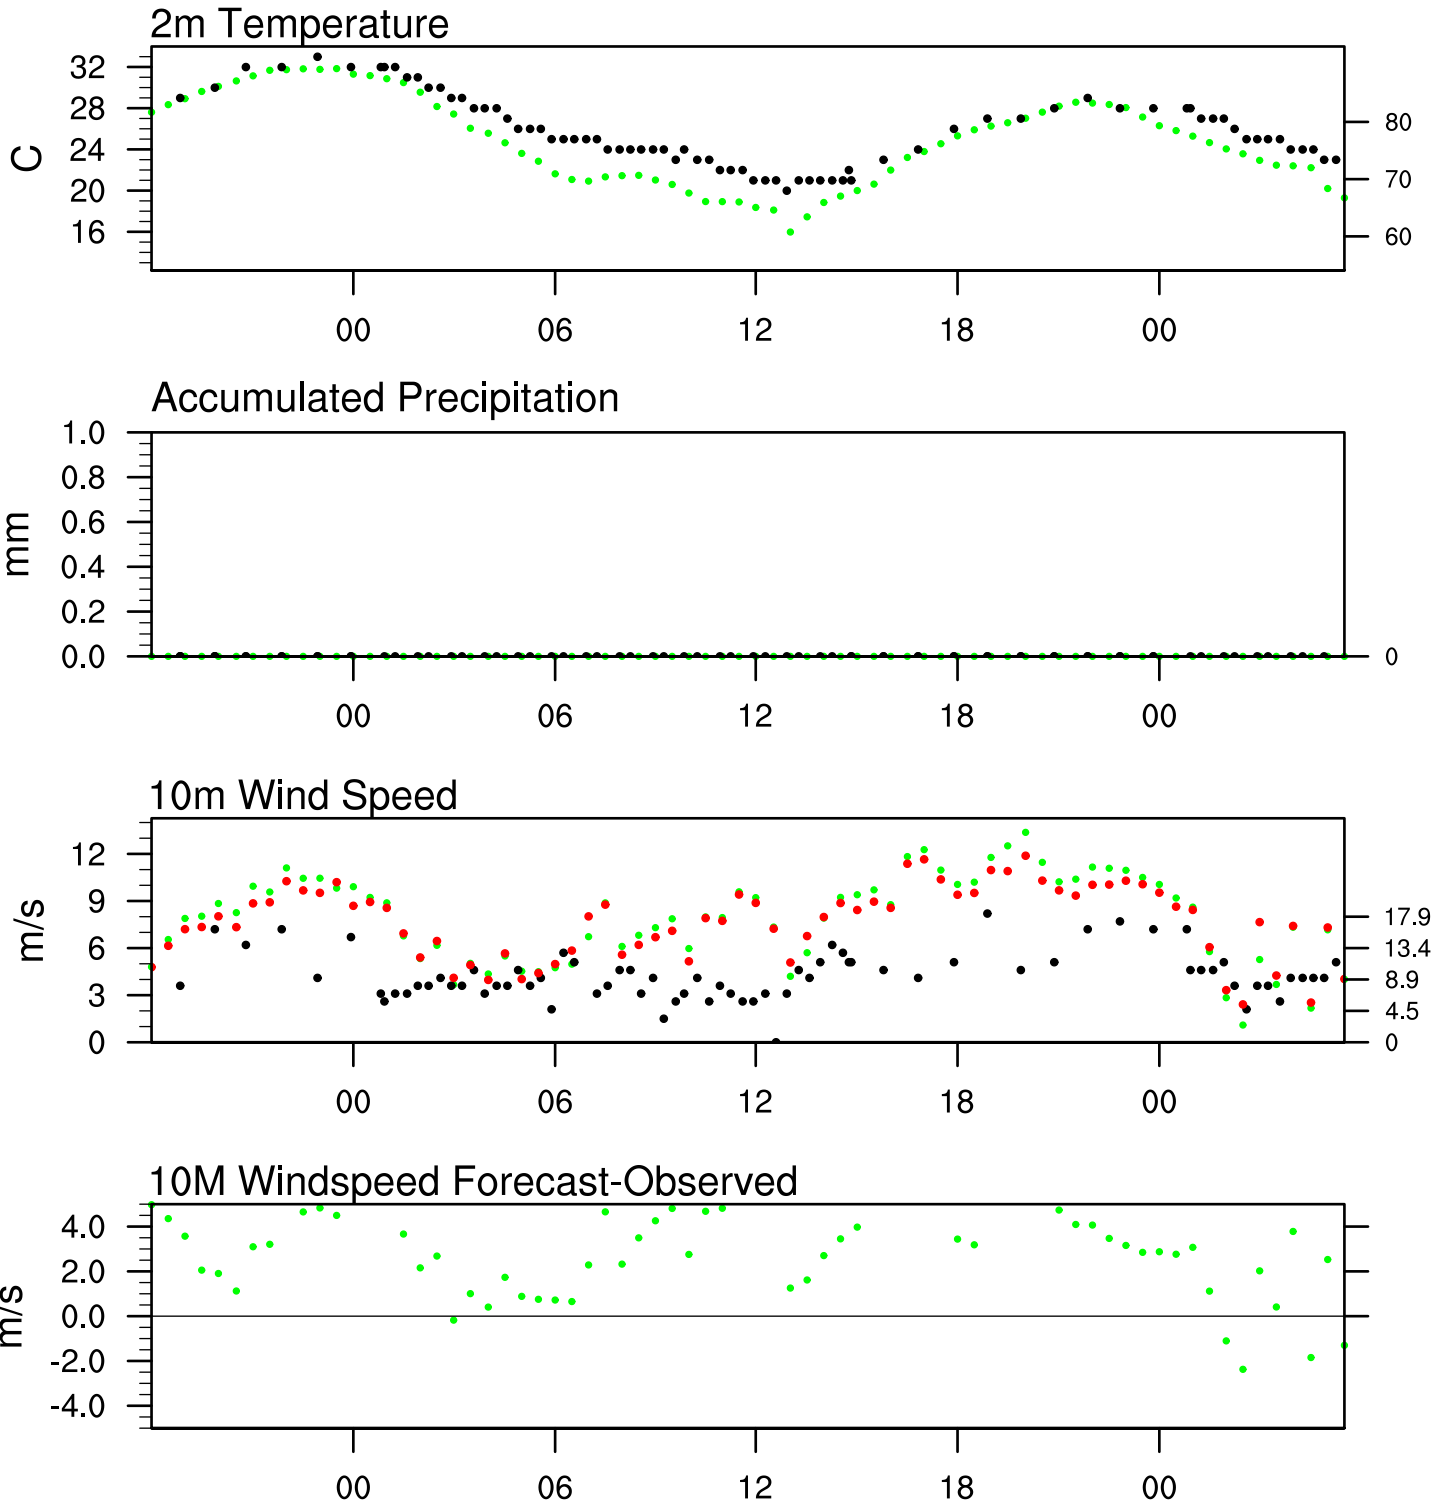 2m Temperature
32
28
24
20
16
C
80
70
60
00 06 12 18 00
Accumulated Precipitation
1.0
0.8
0.6
0.4
0.2
0.0
mm
0
00 06 12 18 00
10m Wind Speed
12
9
6
3
0
m/s
17.9
13.4
8.9
4.5
0
00 06 12 18 00
10M Windspeed Forecast-Observed
4.0
2.0
0.0
-2.0
-4.0
m/s
00 06 12 18 00